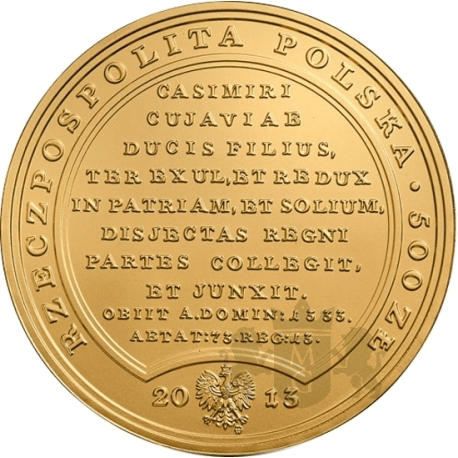 RZECZPOSPOLITA POLSKA · 500 ZŁ
CASIMIRI
CUJAVIAE
DUCIS FILIUS,
TER EXUL, ET REDUX
IN PATRIAM, ET SOLIUM,
DISJECTAS REGNI
PARTES COLLEGIT,
ET JUNXIT.
OBIIT A.DOMIN:1333.
AETAT:73.REG:13.
20 13